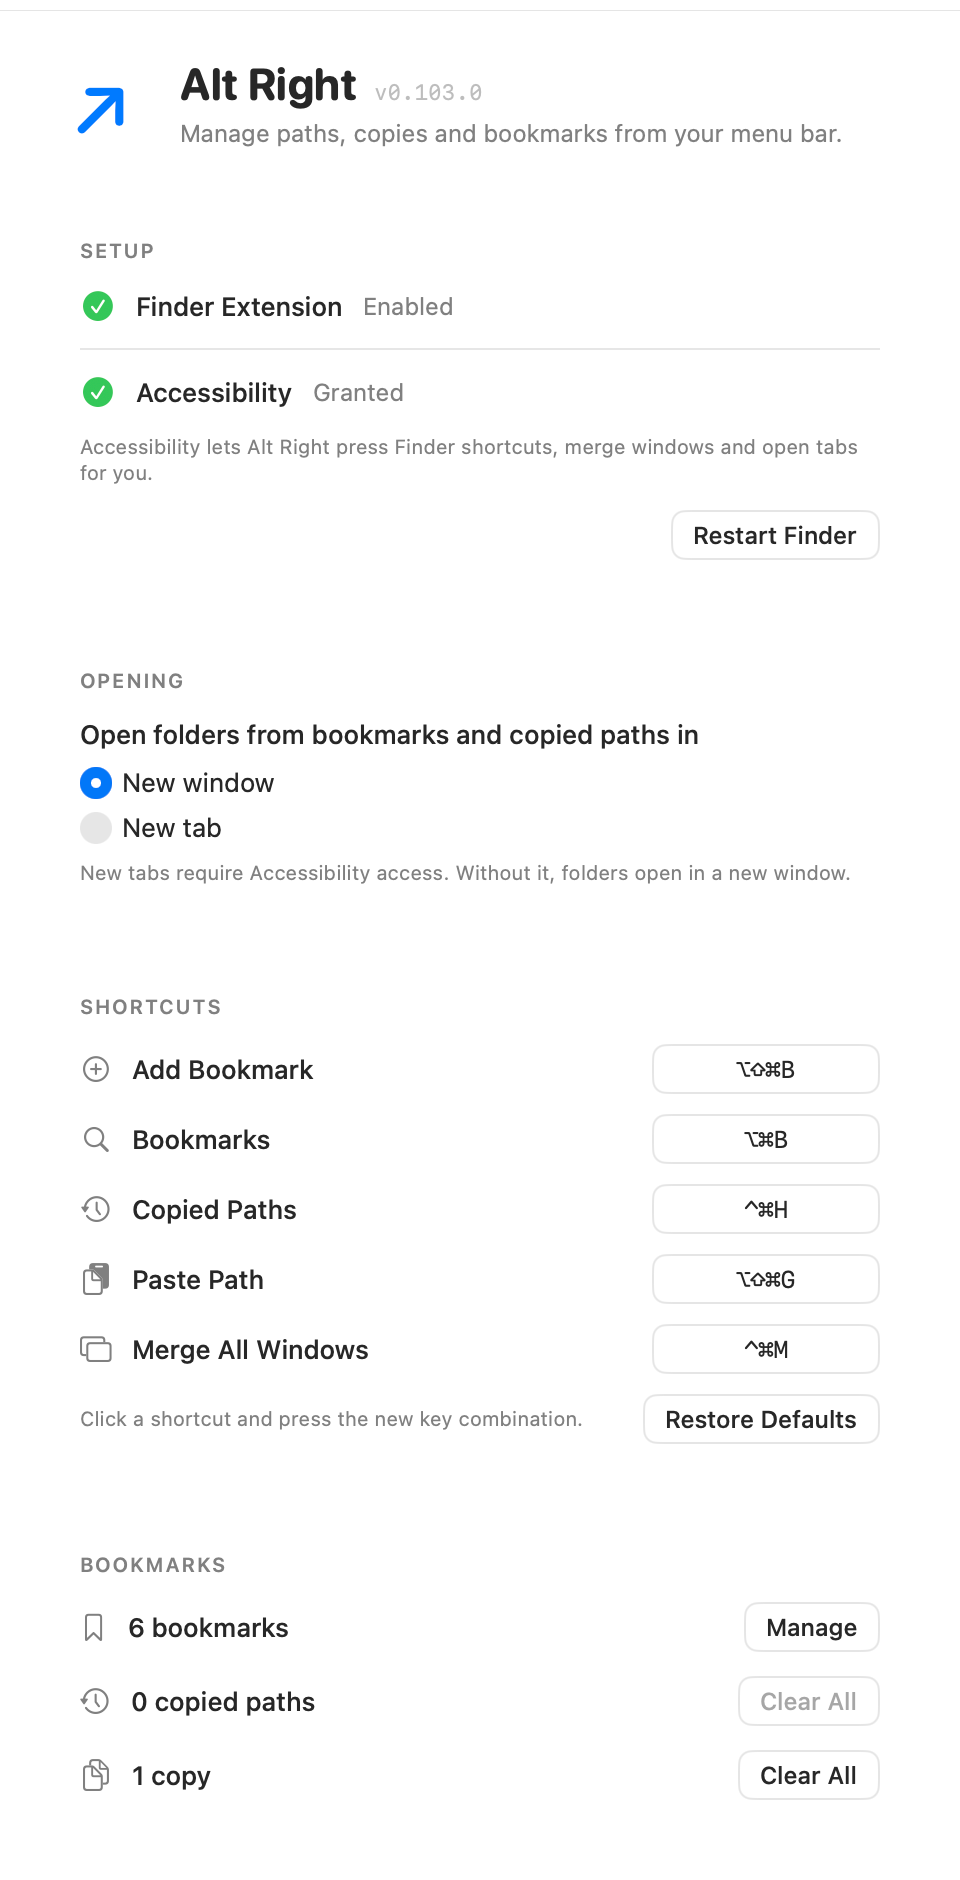 Alt Right v0.103.0
Manage paths, copies and bookmarks from your menu bar.
SETUP
Finder Extension Enabled
Accessibility Granted
Accessibility lets Alt Right press Finder shortcuts, merge windows and open tabs
for you.
Restart Finder
OPENING
Open folders from bookmarks and copied paths in
New window
New tab
New tabs require Accessibility access. Without it, folders open in a new window.
SHORTCUTS
Add Bookmark ⌥⇧⌘B
Bookmarks ⌥⌘B
Copied Paths ^⌘H
Paste Path ⌥⇧⌘G
Merge All Windows ^⌘M
Click a shortcut and press the new key combination. Restore Defaults
BOOKMARKS
6 bookmarks Manage
0 copied paths Clear All
1 copy Clear All